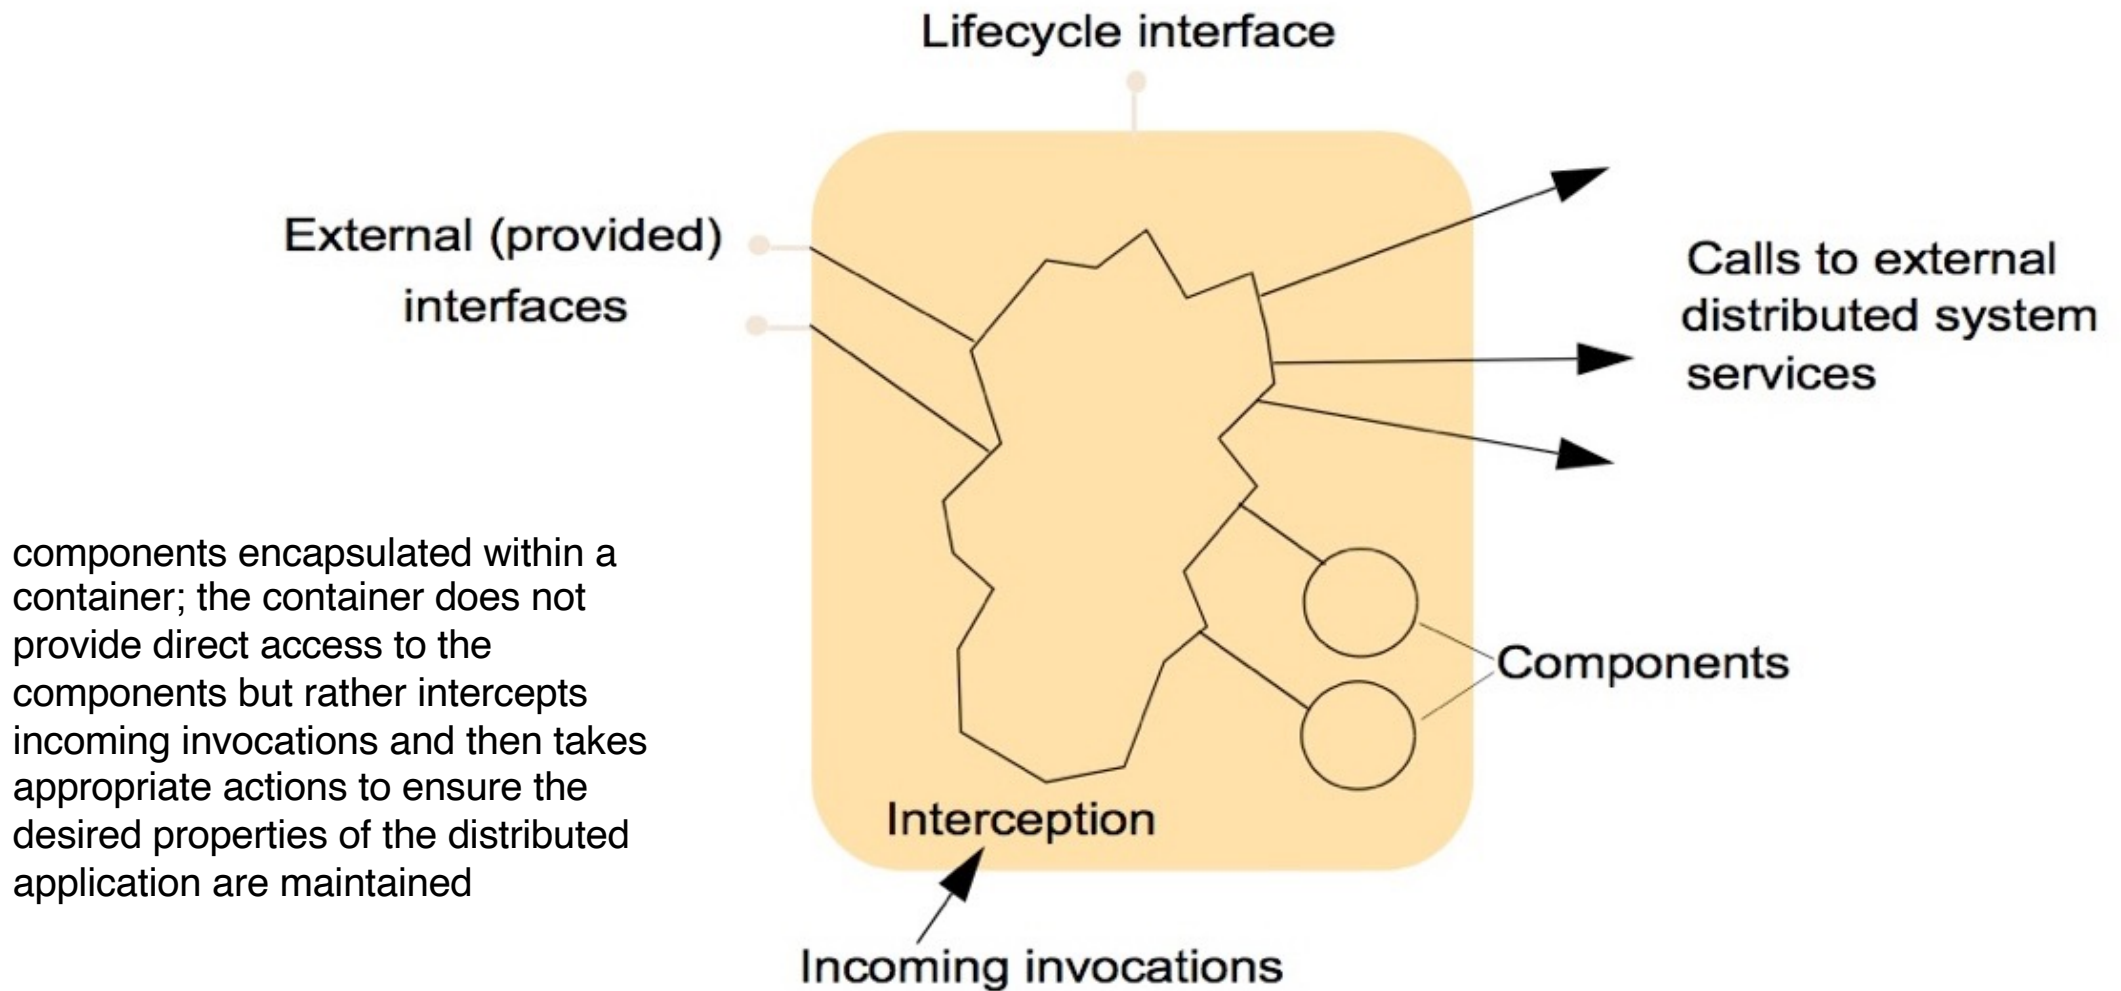 Lifecycle interface
External (provided)
interfaces
Calls to external
distributed system
services
components encapsulated within a
container; the container does not
provide direct access to the
components but rather intercepts
incoming invocations and then takes
appropriate actions to ensure the
desired properties of the distributed
application are maintained
Components
Interception
Incoming invocations